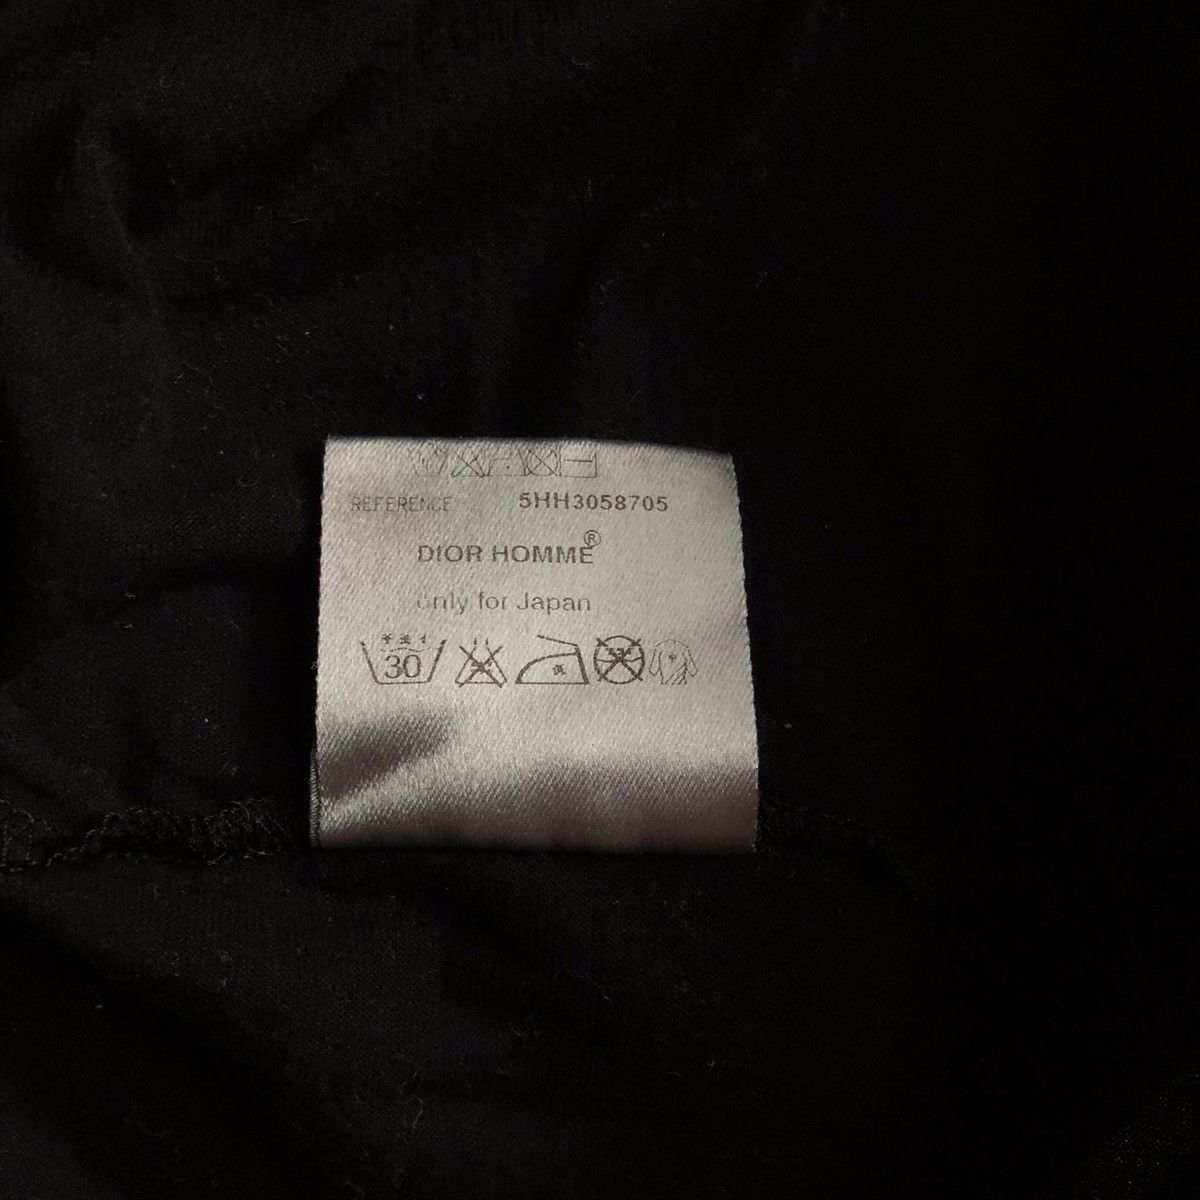 REFERENCE 5HH3058705
DIOR HOMME®
only for Japan
30